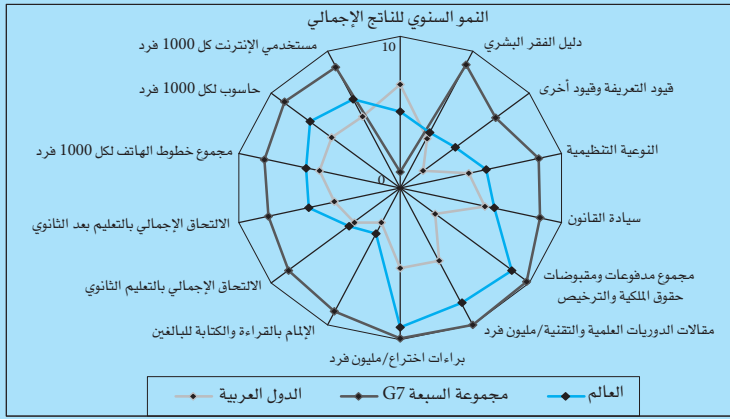 النمو السنوي للناتج الإجمالي
10
0
دليل الفقر البشري
قيود التعريفة وقيود أخرى
النوعية التنظيمية
سيادة القانون
مجموع مدفوعات ومقبوضات
حقوق الملكية والترخيص
مقالات الدوريات العلمية والتقنية/مليون فرد
براءات اختراع/مليون فرد
الإلمام بالقراءة والكتابة للبالغين
الالتحاق الإجمالي بالتعليم الثانوي
الالتحاق الإجمالي بالتعليم بعد الثانوي
مجموع خطوط الهاتف لكل 1000 فرد
حاسوب لكل 1000 فرد
مستخدمي الإنترنت كل 1000 فرد
العالم
مجموعة السبعة G7
الدول العربية